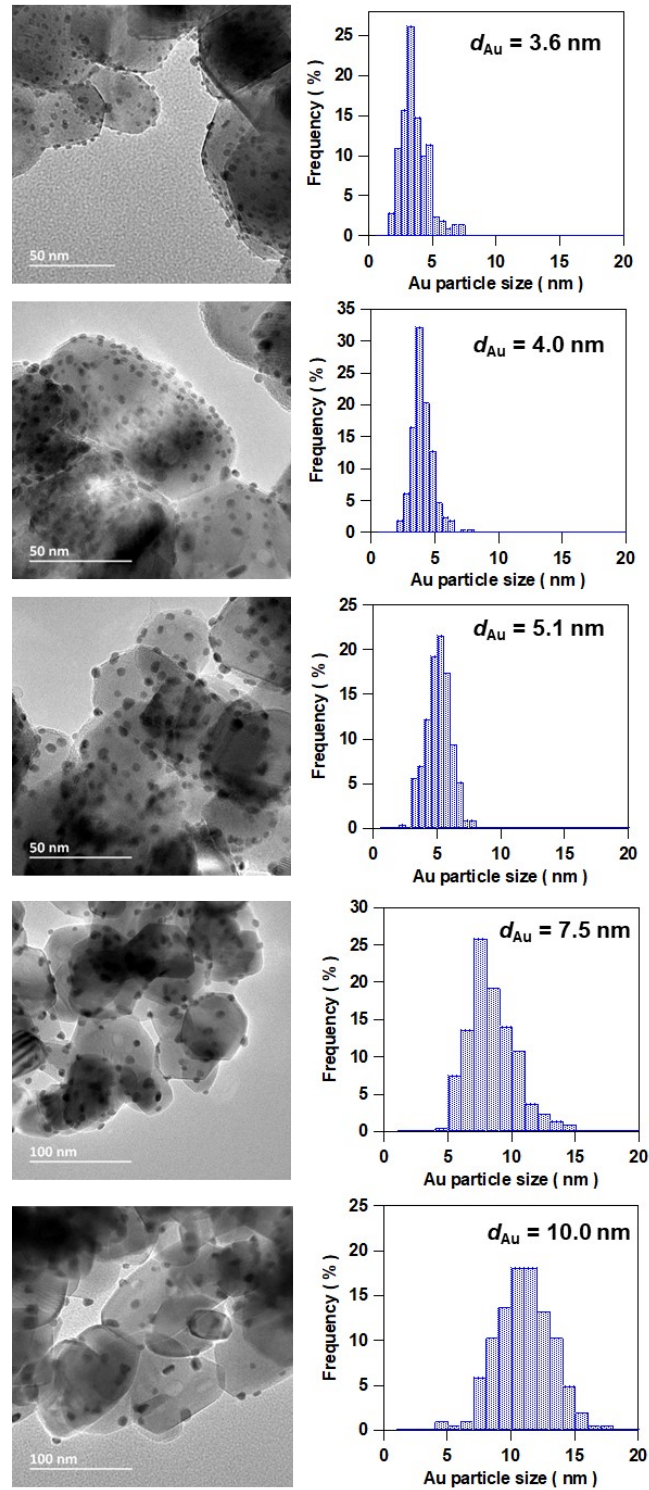 50 nm
d_Au = 3.6 nm
Frequency ( % )
25
20
15
10
5
0
0 5 10 15 20
Au particle size ( nm )
50 nm
d_Au = 4.0 nm
Frequency ( % )
35
30
25
20
15
10
5
0
0 5 10 15 20
Au particle size ( nm )
50 nm
d_Au = 5.1 nm
Frequency ( % )
25
20
15
10
5
0
0 5 10 15 20
Au particle size ( nm )
100 nm
d_Au = 7.5 nm
Frequency ( % )
30
25
20
15
10
5
0
0 5 10 15 20
Au particle size ( nm )
100 nm
d_Au = 10.0 nm
Frequency ( % )
25
20
15
10
5
0
0 5 10 15 20
Au particle size ( nm )